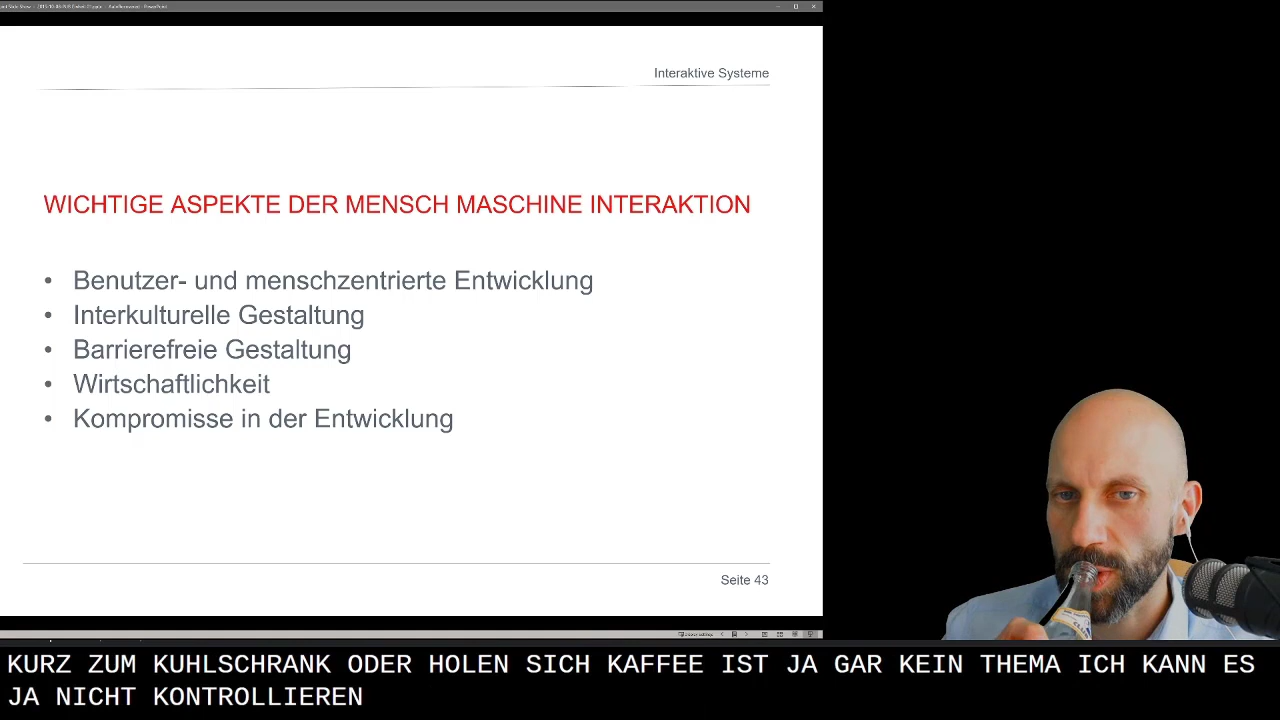 Interaktive Systeme
WICHTIGE ASPEKTE DER MENSCH MASCHINE INTERAKTION
• Benutzer- und menschzentrierte Entwicklung
• Interkulturelle Gestaltung
• Barrierefreie Gestaltung
• Wirtschaftlichkeit
• Kompromisse in der Entwicklung
Seite 43
KURZ ZUM KUHLSCHRANK ODER HOLEN SICH KAFFEE IST JA GAR KEIN THEMA ICH KANN ES
JA NICHT KONTROLLIEREN